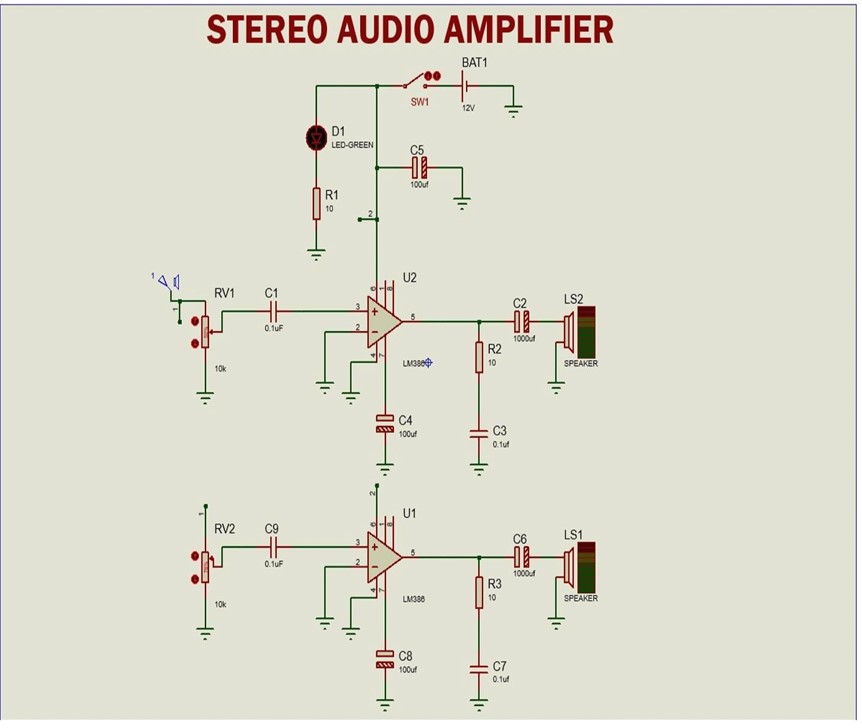 STEREO AUDIO AMPLIFIER
BAT1
SW1
12V
D1
LED-GREEN
C5
100uf
R1
10
2
U2
1
RV1
1
C1
0.1uF
10k
6
1
8
3
2
5
4
7
LM386
C2
1000uf
LS2
SPEAKER
R2
10
C4
100uf
C3
0.1uf
2
U1
1
RV2
C9
0.1uF
10k
6
1
8
3
2
5
4
7
LM386
C6
1000uf
LS1
SPEAKER
R3
10
C8
100uf
C7
0.1uf